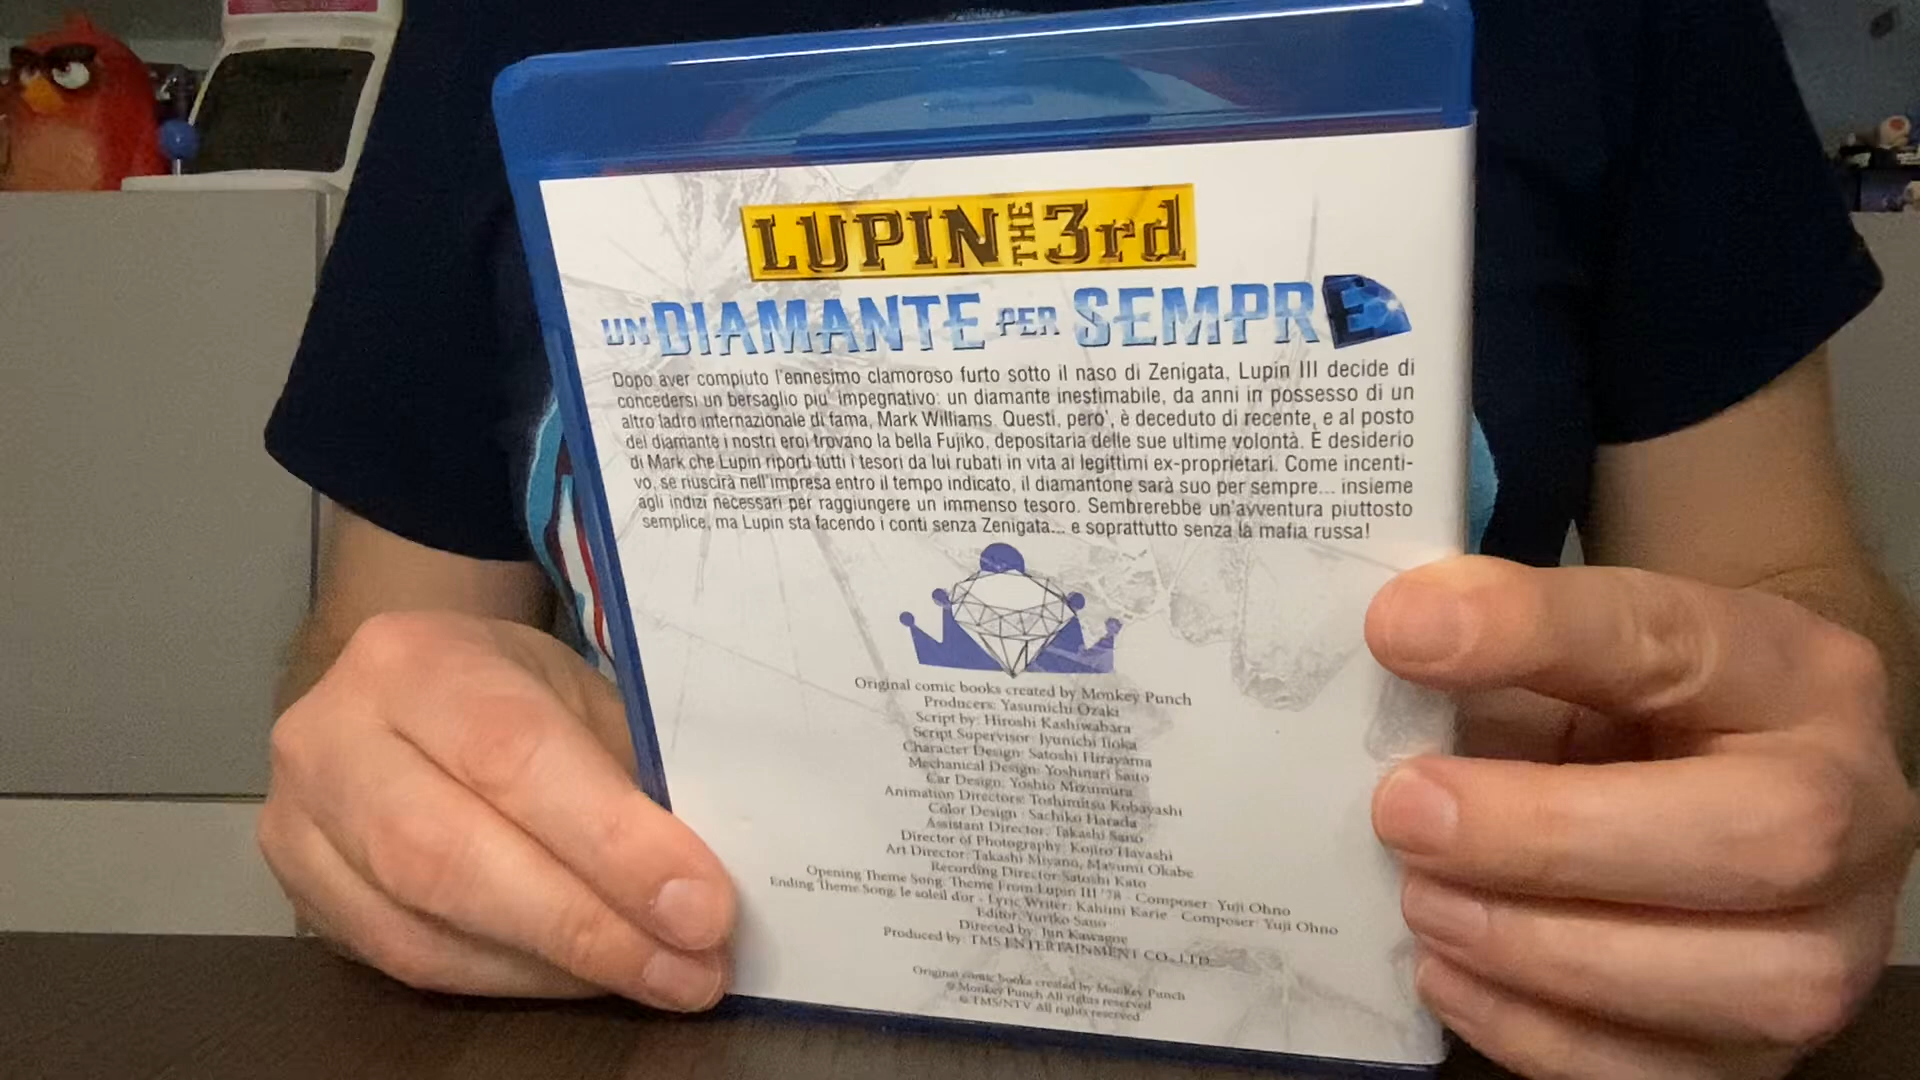 LUPIN THE 3rd
UN DIAMANTE PER SEMPRE
Dopo aver compiuto l'ennesimo clamoroso furto sotto il naso di Zenigata, Lupin III decide di
concedersi un bersaglio piu' impegnativo: un diamante inestimabile, da anni in possesso di un
altro ladro internazionale di fama, Mark Williams. Questi, pero', è deceduto di recente, e al posto
del diamante i nostri eroi trovano la bella Fujiko, depositaria delle sue ultime volontà. È desiderio
di Mark che Lupin riporti tutti i tesori da lui rubati in vita ai legittimi ex-proprietari. Come incenti-
vo, se riuscirà nell'impresa entro il tempo indicato, il diamantone sarà suo per sempre... insieme
agli indizi necessari per raggiungere un immenso tesoro. Sembrerebbe un'avventura piuttosto
semplice, ma Lupin sta facendo i conti senza Zenigata... e soprattutto senza la mafia russa!
Original comic books created by Monkey Punch
Producers: Yasumichi Ozaki
Script by: Hiroshi Kashiwabara
Script Supervisor: Jyunichi Iioka
Character Design: Satoshi Hirayama
Mechanical Design: Yoshinari Saito
Car Design: Yoshio Mizumura
Animation Directors: Toshimitsu Kobayashi
Color Design : Sachiko Harada
Assistant Director: Takashi Sano
Director of Photography: Kojiro Hayashi
Art Director: Takashi Miyano, Masumi Okabe
Recording Director: Satoshi Kato
Opening Theme Song: Theme From Lupin III '78 - Composer: Yuji Ohno
Ending Theme Song: le soleil d'or - Lyric Writer: Kahimi Karie - Composer: Yuji Ohno
Editor: Yuriko Sano
Directed by: Jun Kawagoe
Produced by: TMS ENTERTAINMENT CO., LTD.
Original comic books created by Monkey Punch
© Monkey Punch All rights reserved
© TMS/NTV All rights reserved